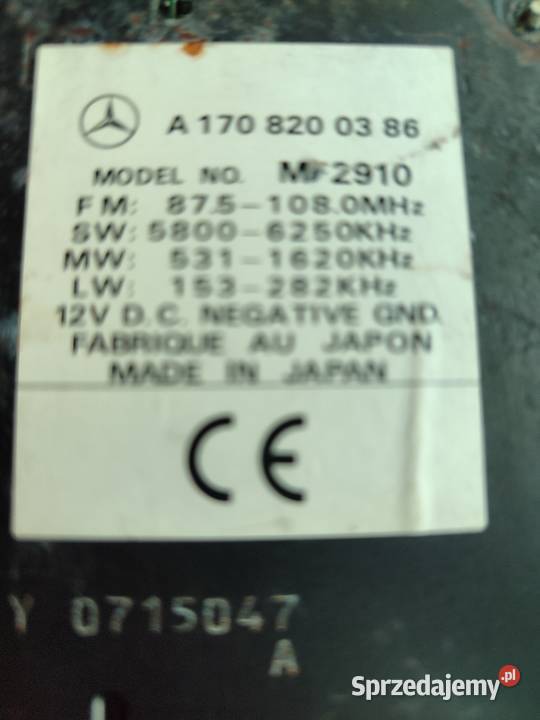 A 170 820 03 86
MODEL NO. MF2910
FM: 87.5-108.0MHz
SW: 5800-6250KHz
MW: 531-1620KHz
LW: 153-282KHz
12V D.C. NEGATIVE GND.
FABRIQUE AU JAPON
MADE IN JAPAN
CE
Y 0715047
A
Sprzedajemy.pl